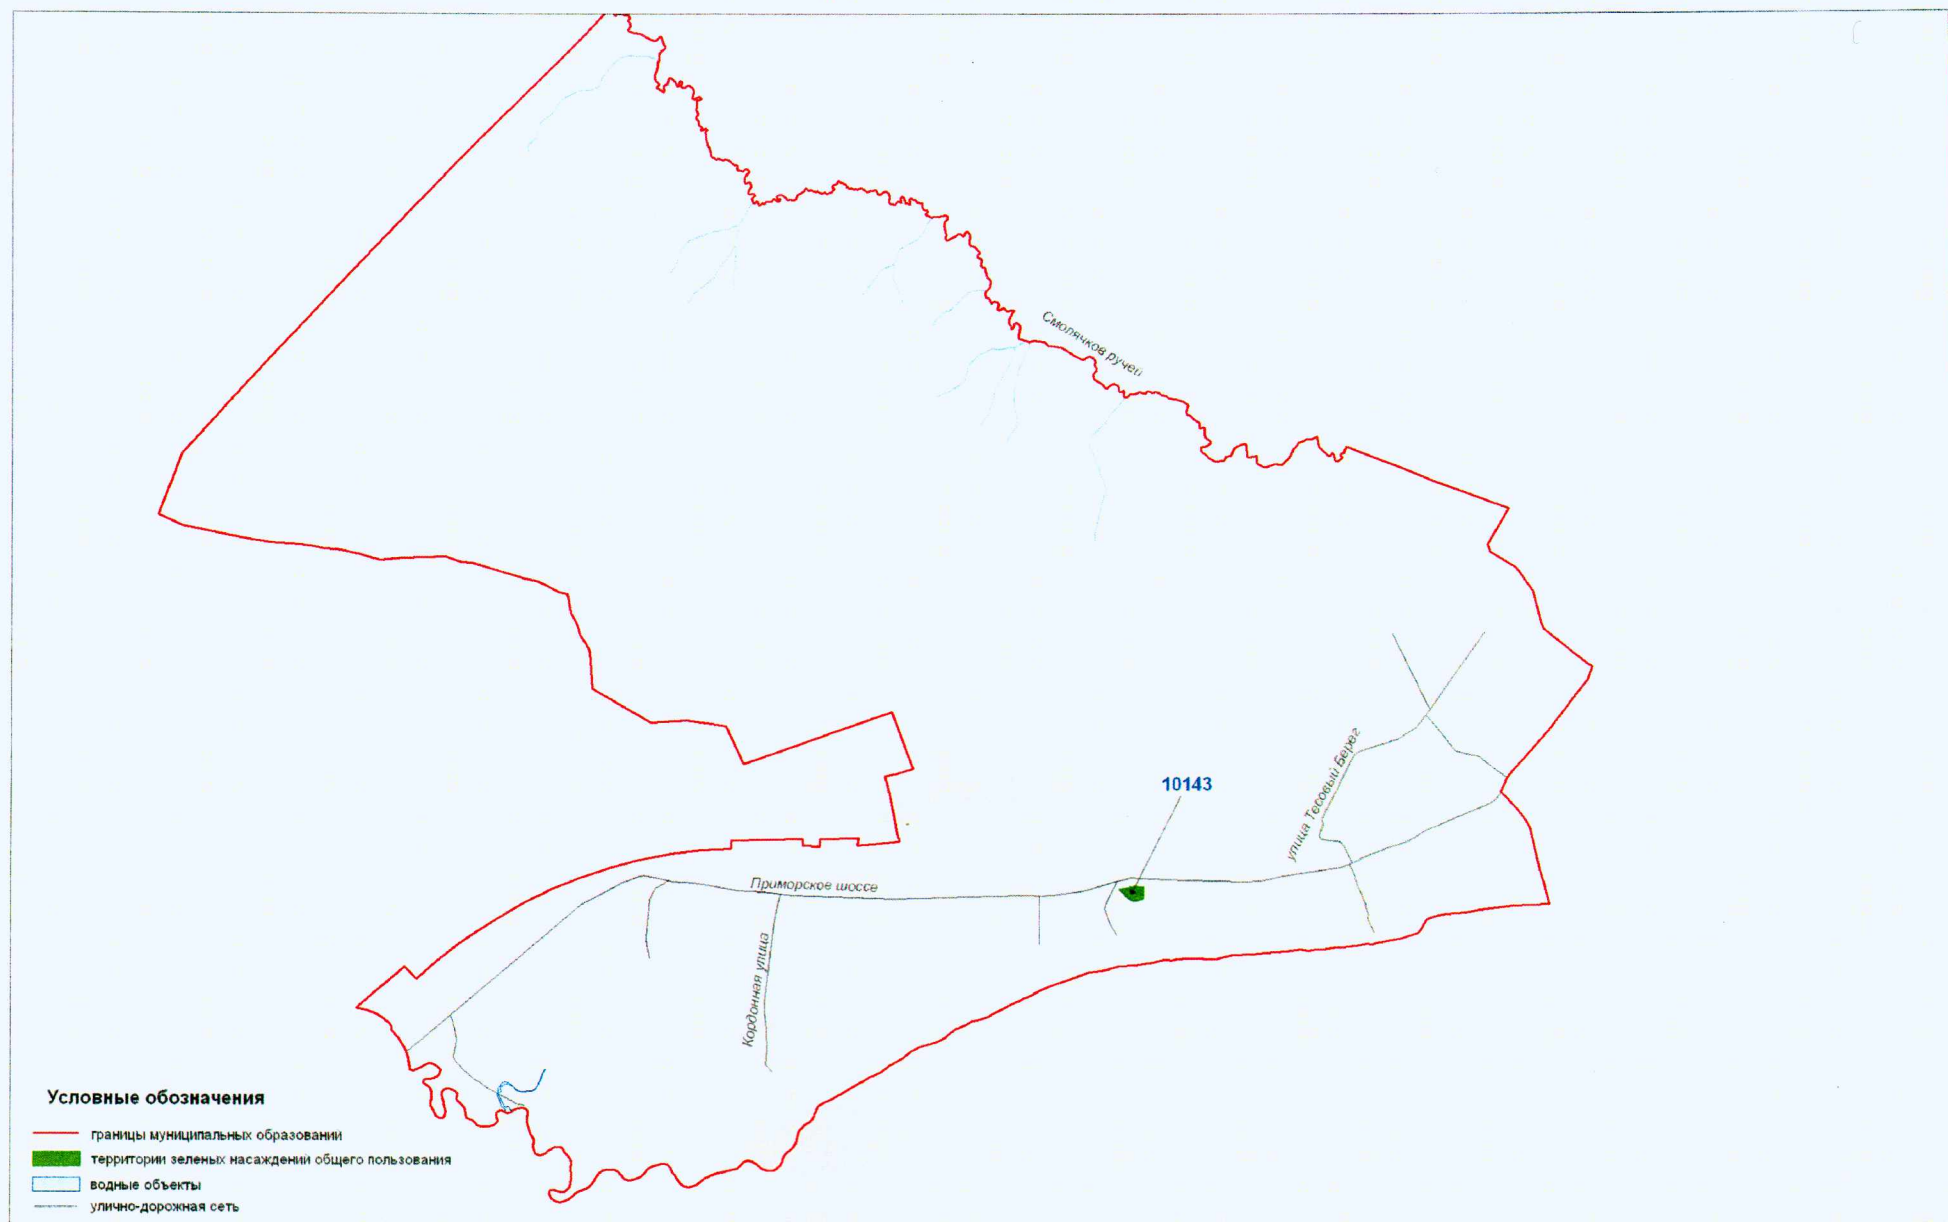 Смолячков ручей
10143
улица Тесовый Берег
Приморское шоссе
Кордонная улица
Условные обозначения
границы муниципальных образований
территории зеленых насаждений общего пользования
водные объекты
улично-дорожная сеть